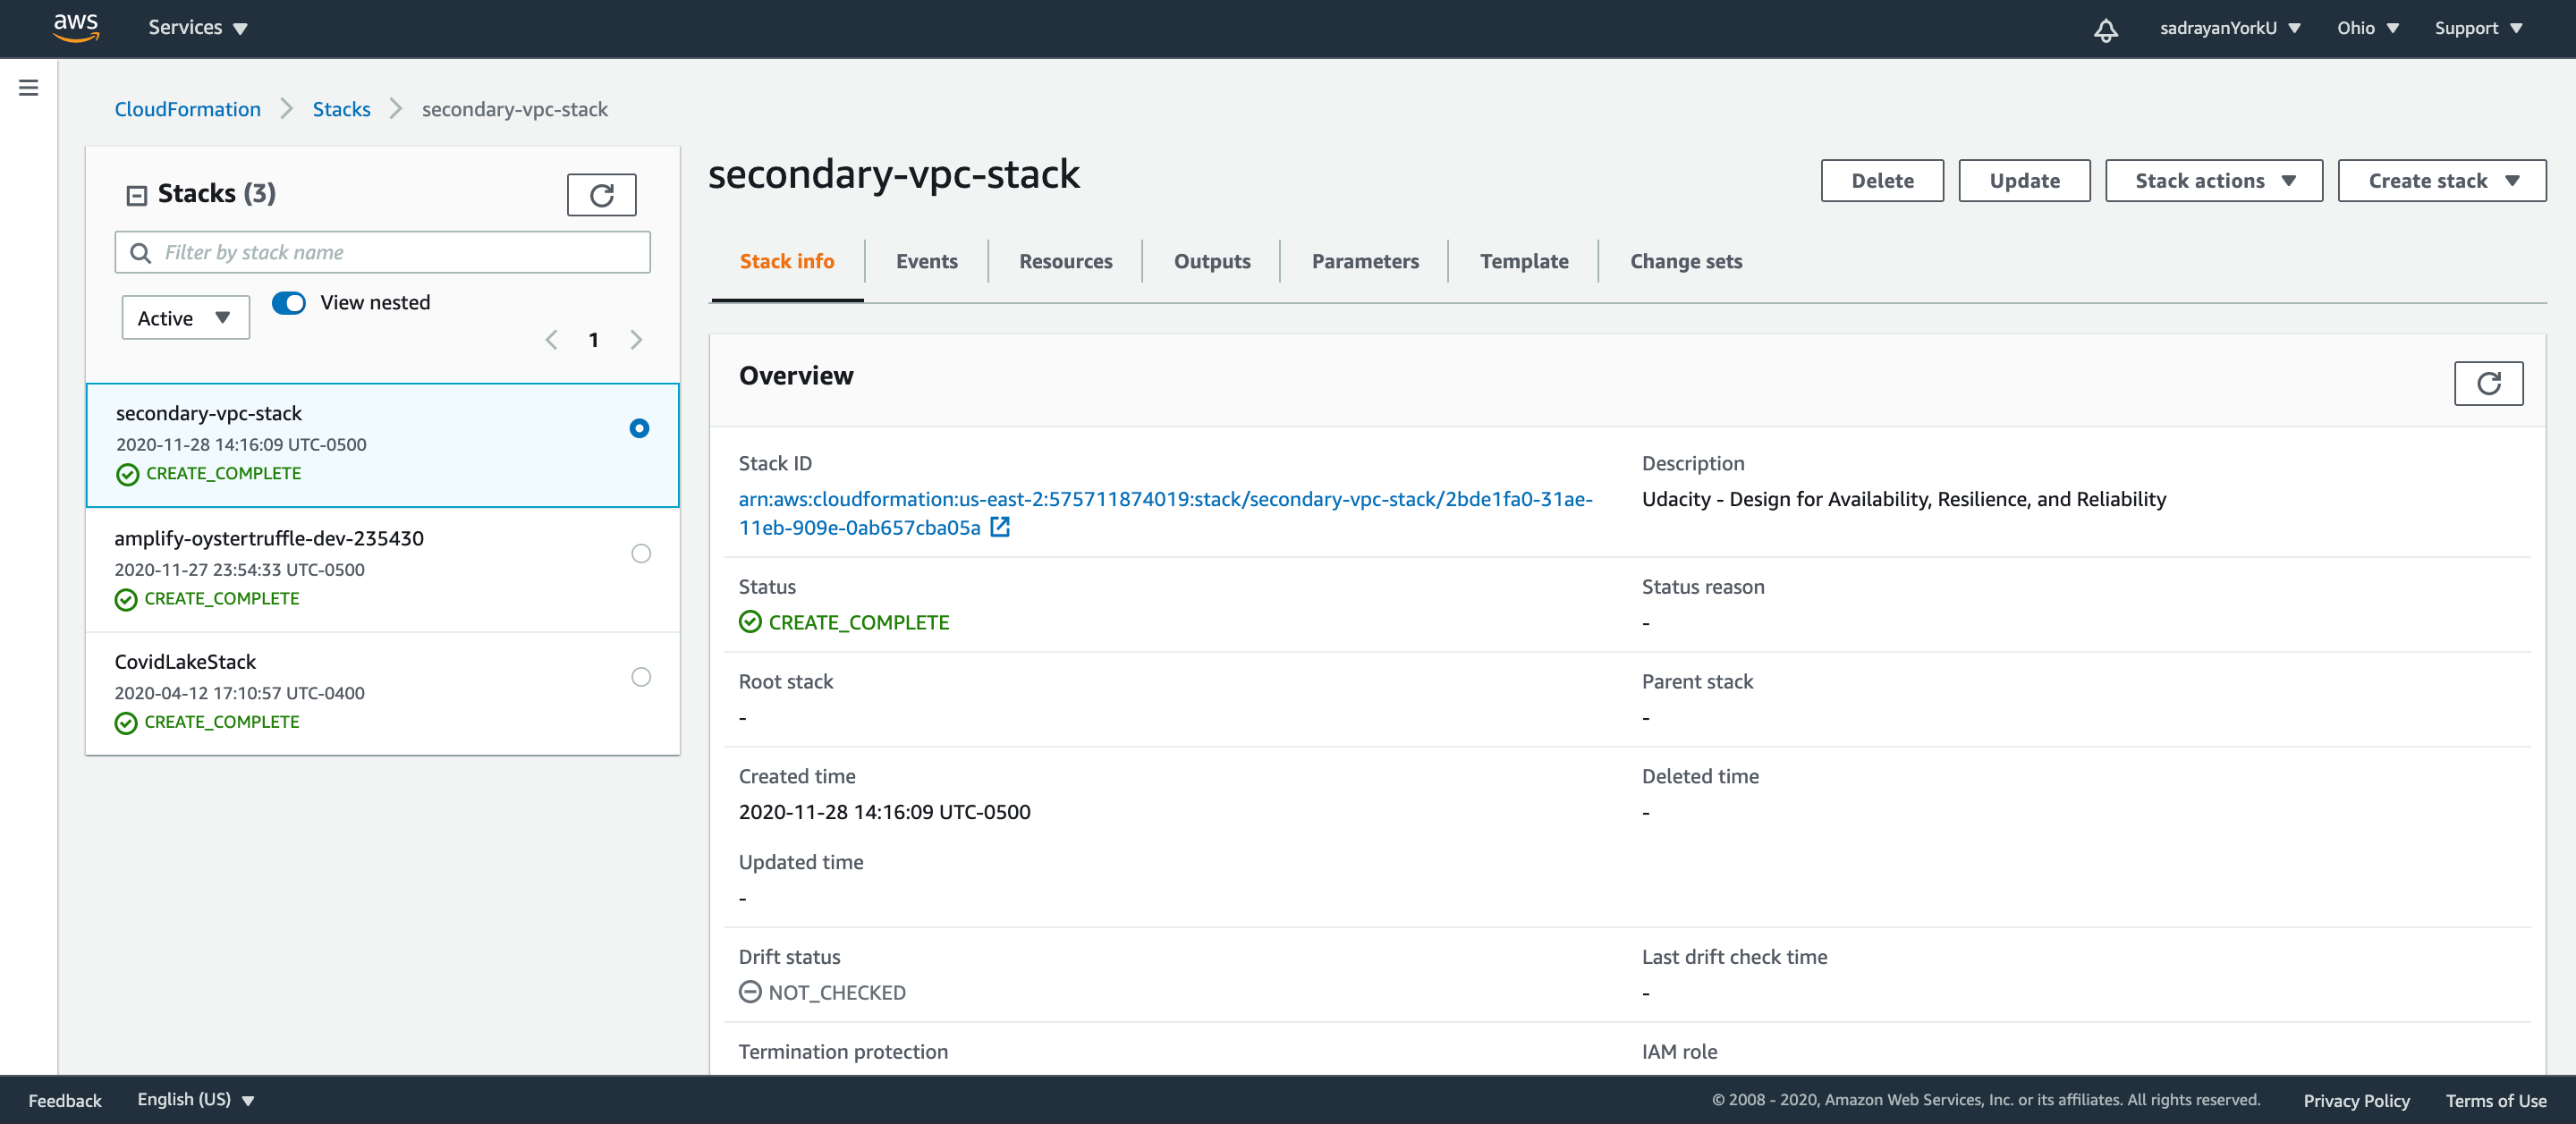 aws
Services
sadrayanYorkU
Ohio
Support
CloudFormation
Stacks
secondary-vpc-stack
Stacks (3)
Filter by stack name
Active
View nested
1
secondary-vpc-stack
2020-11-28 14:16:09 UTC-0500
CREATE_COMPLETE
amplify-oystertruffle-dev-235430
2020-11-27 23:54:33 UTC-0500
CREATE_COMPLETE
CovidLakeStack
2020-04-12 17:10:57 UTC-0400
CREATE_COMPLETE
secondary-vpc-stack
Delete
Update
Stack actions
Create stack
Stack info
Events
Resources
Outputs
Parameters
Template
Change sets
Overview
Stack ID
arn:aws:cloudformation:us-east-2:575711874019:stack/secondary-vpc-stack/2bde1fa0-31ae-
11eb-909e-0ab657cba05a
Description
Udacity - Design for Availability, Resilience, and Reliability
Status
CREATE_COMPLETE
Status reason
-
Root stack
-
Parent stack
-
Created time
2020-11-28 14:16:09 UTC-0500
Deleted time
-
Updated time
-
Drift status
NOT_CHECKED
Last drift check time
-
Termination protection
IAM role
Feedback
English (US)
© 2008 - 2020, Amazon Web Services, Inc. or its affiliates. All rights reserved.
Privacy Policy
Terms of Use